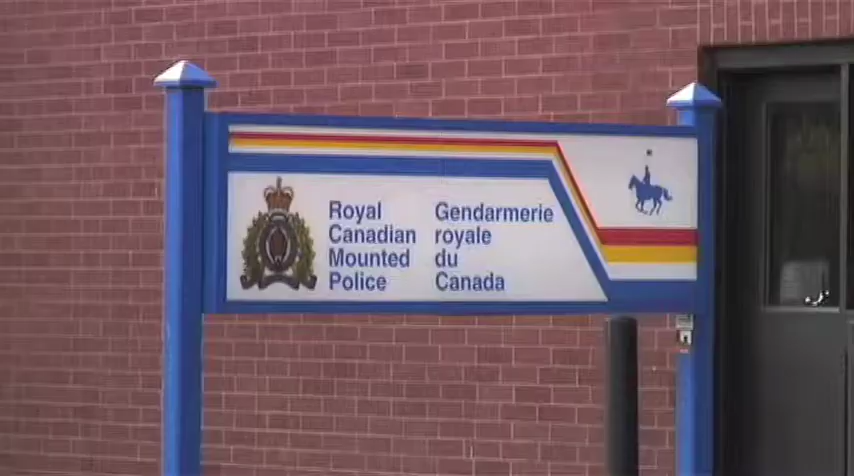 Royal
Canadian
Mounted
Police
Gendarmerie
royale
du
Canada